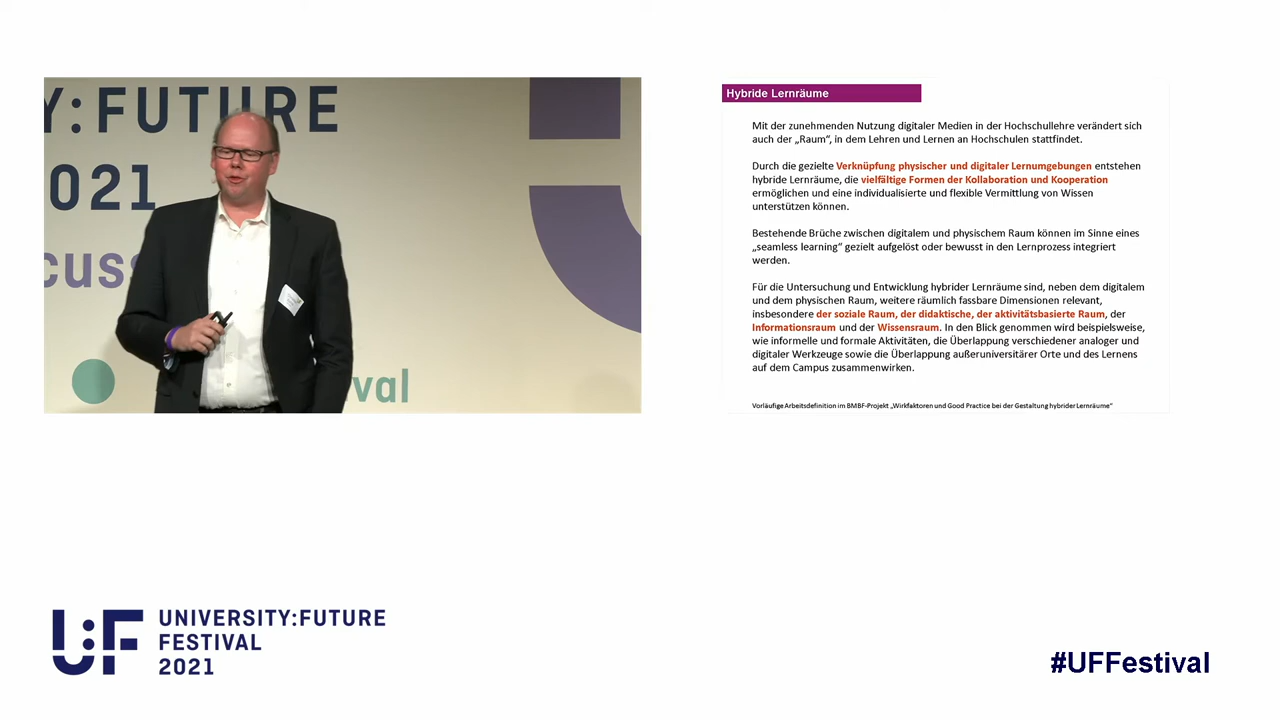 Y:FUTURE
021
cuss
val
Hybride Lernräume
Mit der zunehmenden Nutzung digitaler Medien in der Hochschullehre verändert sich
auch der „Raum“, in dem Lehren und Lernen an Hochschulen stattfindet.
Durch die gezielte Verknüpfung physischer und digitaler Lernumgebungen entstehen
hybride Lernräume, die vielfältige Formen der Kollaboration und Kooperation
ermöglichen und eine individualisierte und flexible Vermittlung von Wissen
unterstützen können.
Bestehende Brüche zwischen digitalem und physischem Raum können im Sinne eines
„seamless learning“ gezielt aufgelöst oder bewusst in den Lernprozess integriert
werden.
Für die Untersuchung und Entwicklung hybrider Lernräume sind, neben dem digitalem
und dem physischen Raum, weitere räumlich fassbare Dimensionen relevant,
insbesondere der soziale Raum, der didaktische, der aktivitätsbasierte Raum, der
Informationsraum und der Wissensraum. In den Blick genommen wird beispielsweise,
wie informelle und formale Aktivitäten, die Überlappung verschiedener analoger und
digitaler Werkzeuge sowie die Überlappung außeruniversitärer Orte und des Lernens
auf dem Campus zusammenwirken.
Vorläufige Arbeitsdefinition im BMBF-Projekt „Wirkfaktoren und Good Practice bei der Gestaltung hybrider Lernräume“
U:F
UNIVERSITY:FUTURE
FESTIVAL
2021
#UFFestival